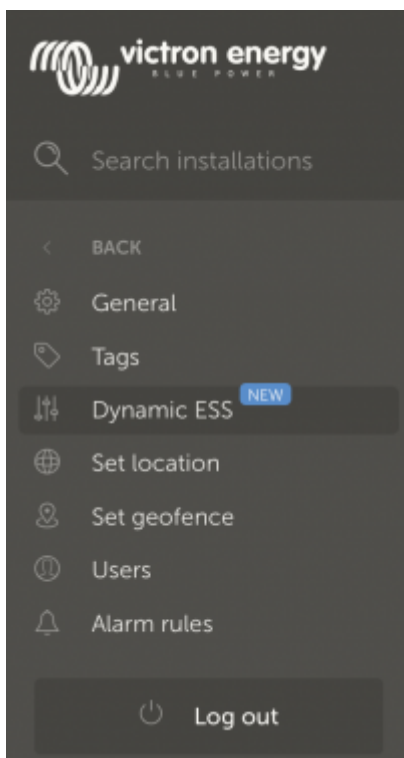 victron energy
BLUE POWER
Search installations
BACK
General
Tags
Dynamic ESS NEW
Set location
Set geofence
Users
Alarm rules
Log out